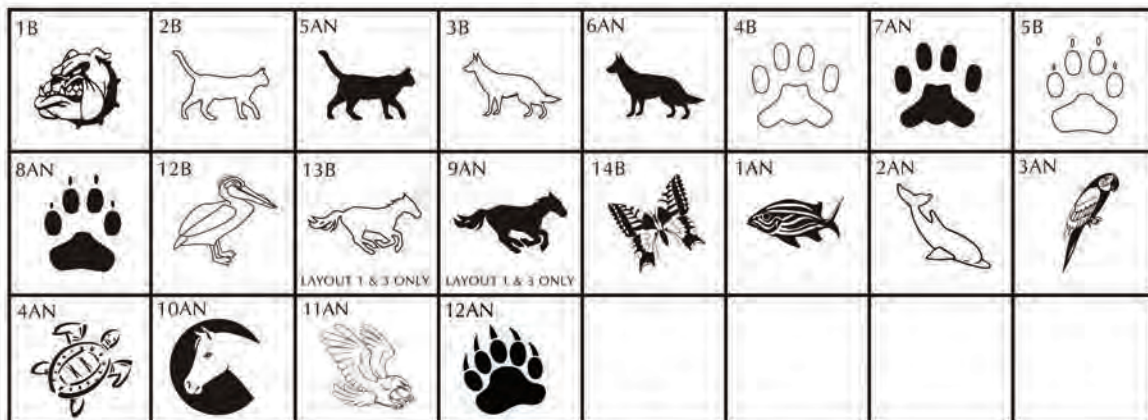 1B
2B
5AN
3B
6AN
4B
7AN
5B
8AN
12B
13B
LAYOUT 1 & 3 ONLY
9AN
LAYOUT 1 & 3 ONLY
14B
1AN
2AN
3AN
4AN
10AN
11AN
12AN